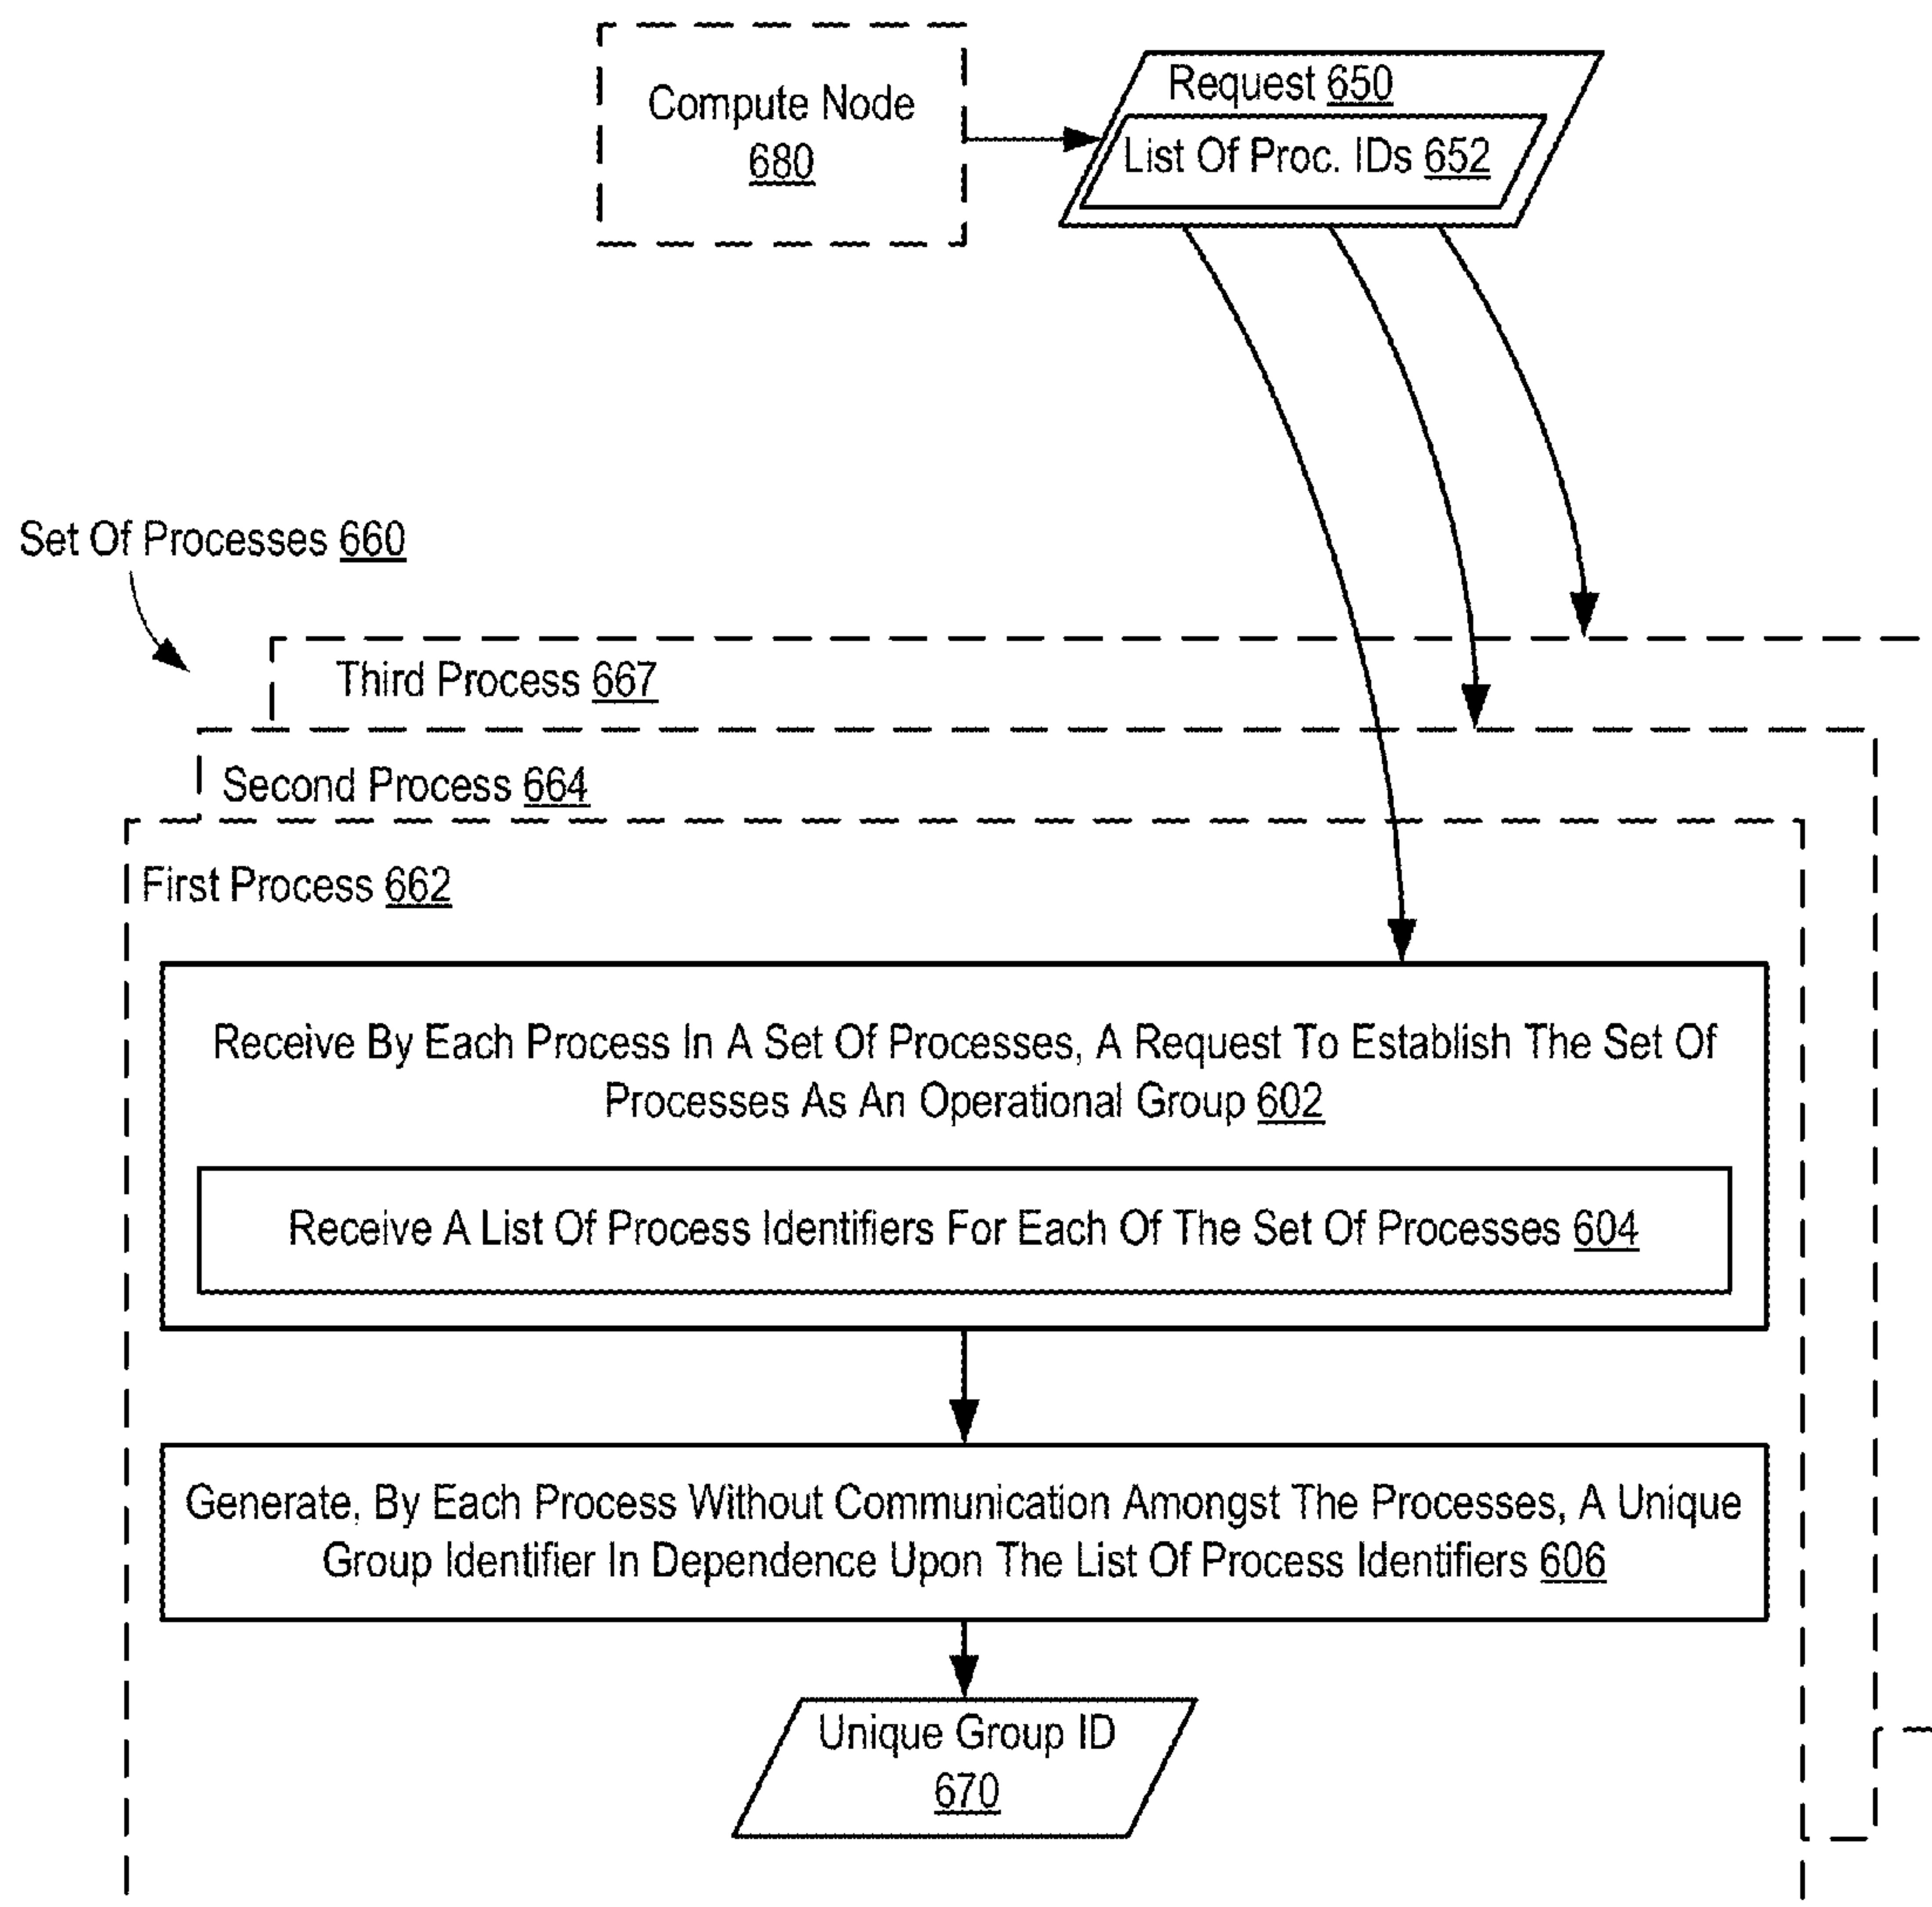 Compute Node
680
Request 650
List Of Proc. IDs 652
Set Of Processes 660
Third Process 667
Second Process 664
First Process 662
Receive By Each Process In A Set Of Processes, A Request To Establish The Set Of
Processes As An Operational Group 602
Receive A List Of Process Identifiers For Each Of The Set Of Processes 604
Generate, By Each Process Without Communication Amongst The Processes, A Unique
Group Identifier In Dependence Upon The List Of Process Identifiers 606
Unique Group ID
670